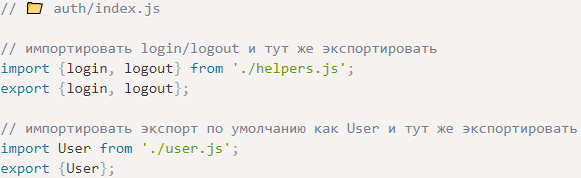 // 📁 auth/index.js

// импортировать login/logout и тут же экспортировать
import {login, logout} from './helpers.js';
export {login, logout};

// импортировать экспорт по умолчанию как User и тут же экспортировать
import User from './user.js';
export {User};